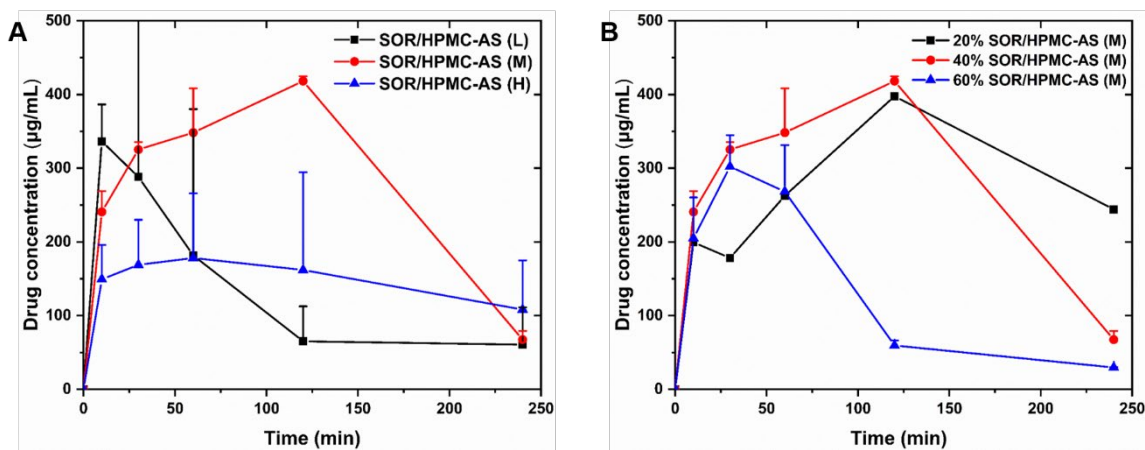 A
Drug concentration (µg/mL)
500
400
300
200
100
0
SOR/HPMC-AS (L)
SOR/HPMC-AS (M)
SOR/HPMC-AS (H)
0 50 100 150 200 250
Time (min)
B
Drug concentration (µg/mL)
500
400
300
200
100
0
20% SOR/HPMC-AS (M)
40% SOR/HPMC-AS (M)
60% SOR/HPMC-AS (M)
0 50 100 150 200 250
Time (min)